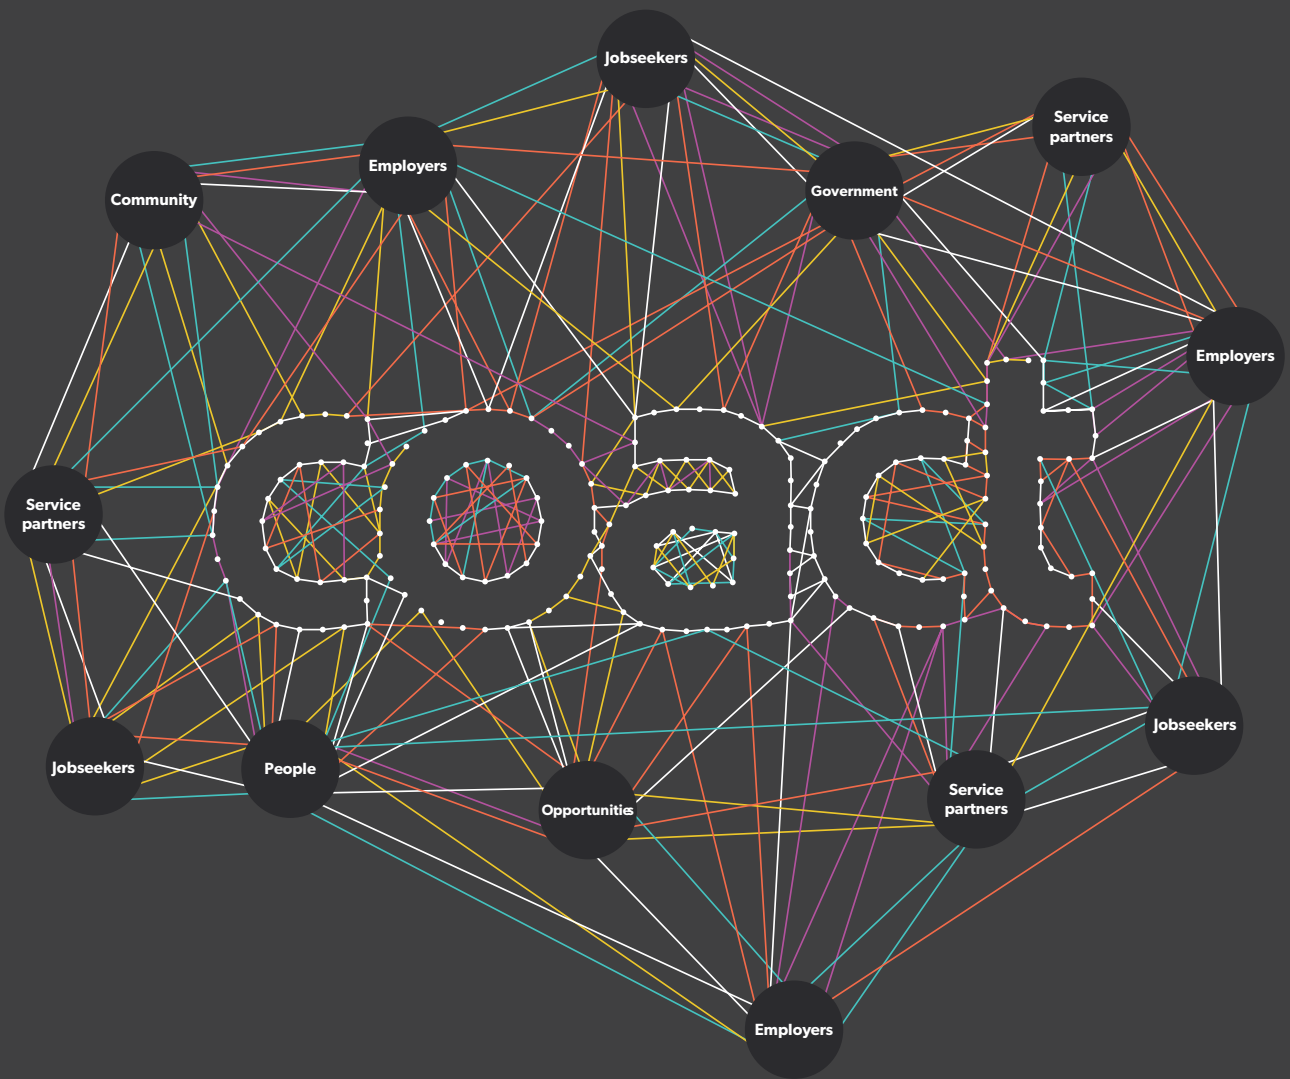 Jobseekers
Service
partners
Employers
Government
Community
Employers
coact
Service
partners
Jobseekers
Jobseekers
People
Opportunities
Service
partners
Employers